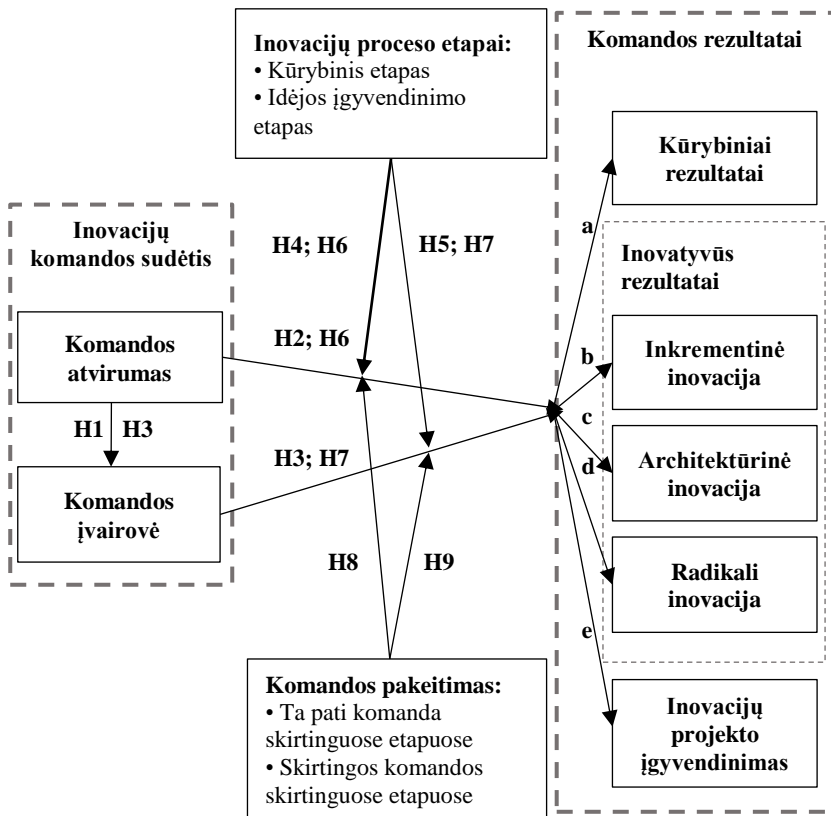 Inovacijų proceso etapai:
• Kūrybinis etapas
• Idėjos įgyvendinimo
etapas
Komandos rezultatai
Kūrybiniai
rezultatai
a
Inovacijų
komandos sudėtis
H4; H6
H5; H7
Inovatyvūs
rezultatai
Komandos
atvirumas
H2; H6
b
Inkrementinė
inovacija
c
H1
H3
H3; H7
d
Architektūrinė
inovacija
Komandos
įvairovė
H8
H9
Radikali
inovacija
e
Komandos pakeitimas:
• Ta pati komanda
skirtinguose etapuose
• Skirtingos komandos
skirtinguose etapuose
Inovacijų
projekto
įgyvendinimas